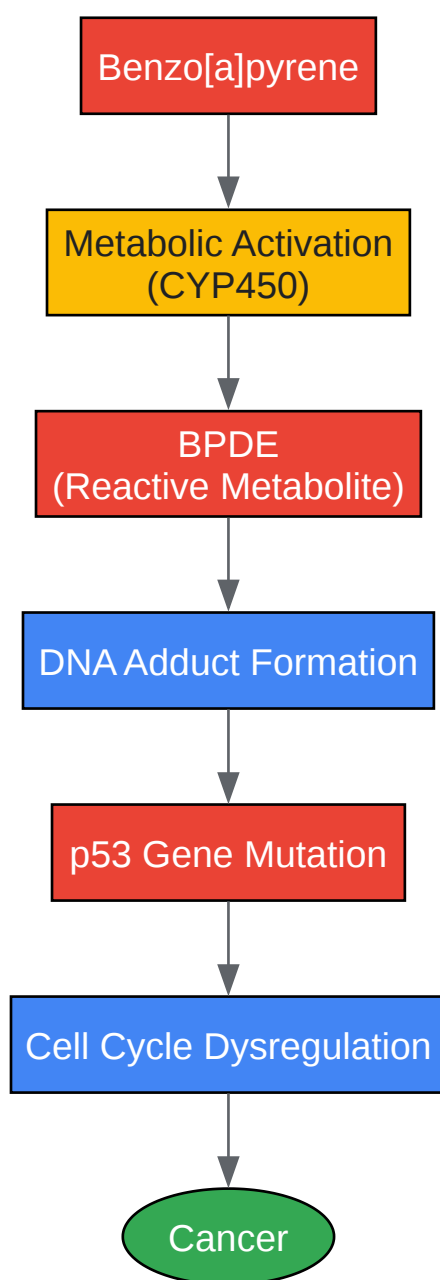 Benzo[a]pyrene
Metabolic Activation
(CYP450)
BPDE
(Reactive Metabolite)
DNA Adduct Formation
p53 Gene Mutation
Cell Cycle Dysregulation
Cancer